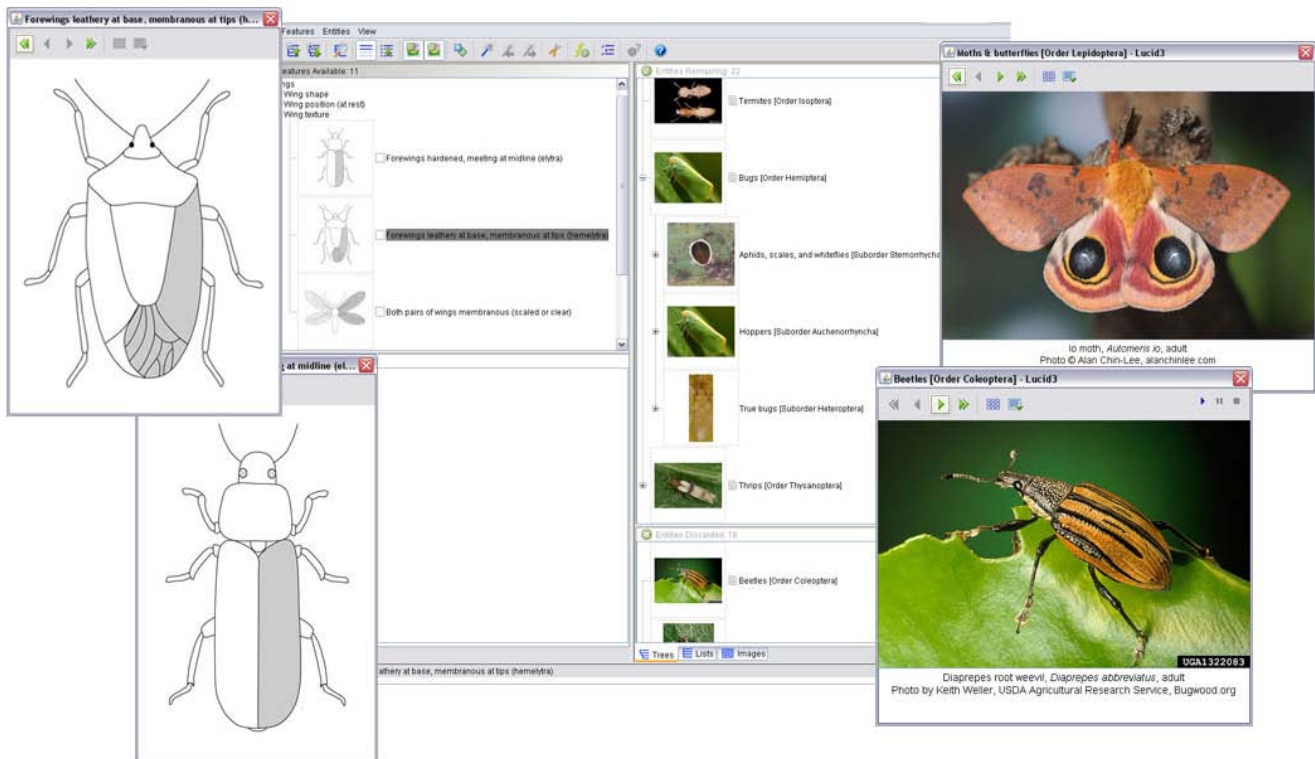 Forewings leathery at base, membranous at tips (h...
Features Entities View
Features Available: 11
Wing shape
Wing position (at rest)
Wing texture
Forewings hardened, meeting at midline (elytra)
Forewings leathery at base, membranous at tips (hemelytra)
Both pairs of wings membranous (scaled or clear)
at midline (el...
athery at base, membranous at tips (hemelytra)
Entities Remaining: 22
Termites [Order Isoptera]
Bugs [Order Hemiptera]
Aphids, scales, and whiteflies [Suborder Sternorrhyncha
Hoppers [Suborder Auchenorrhyncha]
True bugs [Suborder Heteroptera]
Thrips [Order Thysanoptera]
Entities Discarded: 18
Beetles [Order Coleoptera]
Trees Lists Images
Moths & butterflies [Order Lepidoptera] - Lucid3
Io moth, Automeris io, adult
Photo © Alan Chin-Lee, alanchinlee.com
Beetles [Order Coleoptera] - Lucid3
UGA1322083
Diaprepes root weevil, Diaprepes abbreviatus, adult
Photo by Keith Weller, USDA Agricultural Research Service, Bugwood.org